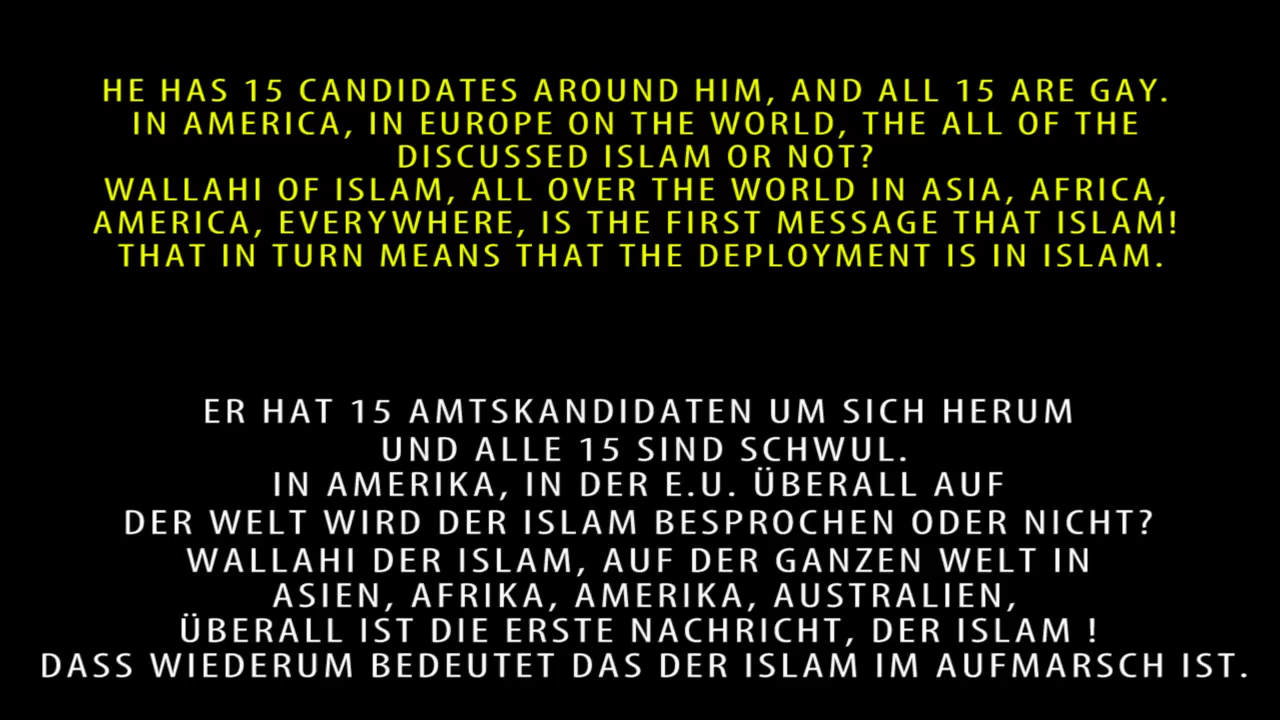 HE HAS 15 CANDIDATES AROUND HIM, AND ALL 15 ARE GAY.
IN AMERICA, IN EUROPE ON THE WORLD, THE ALL OF THE
DISCUSSED ISLAM OR NOT?
WALLAHI OF ISLAM, ALL OVER THE WORLD IN ASIA, AFRICA,
AMERICA, EVERYWHERE, IS THE FIRST MESSAGE THAT ISLAM!
THAT IN TURN MEANS THAT THE DEPLOYMENT IS IN ISLAM.
ER HAT 15 AMTSKANDIDATEN UM SICH HERUM
UND ALLE 15 SIND SCHWUL.
IN AMERIKA, IN DER E.U. ÜBERALL AUF
DER WELT WIRD DER ISLAM BESPROCHEN ODER NICHT?
WALLAHI DER ISLAM, AUF DER GANZEN WELT IN
ASIEN, AFRIKA, AMERIKA, AUSTRALIEN,
ÜBERALL IST DIE ERSTE NACHRICHT, DER ISLAM !
DASS WIEDERUM BEDEUTET DAS DER ISLAM IM AUFMARSCH IST.